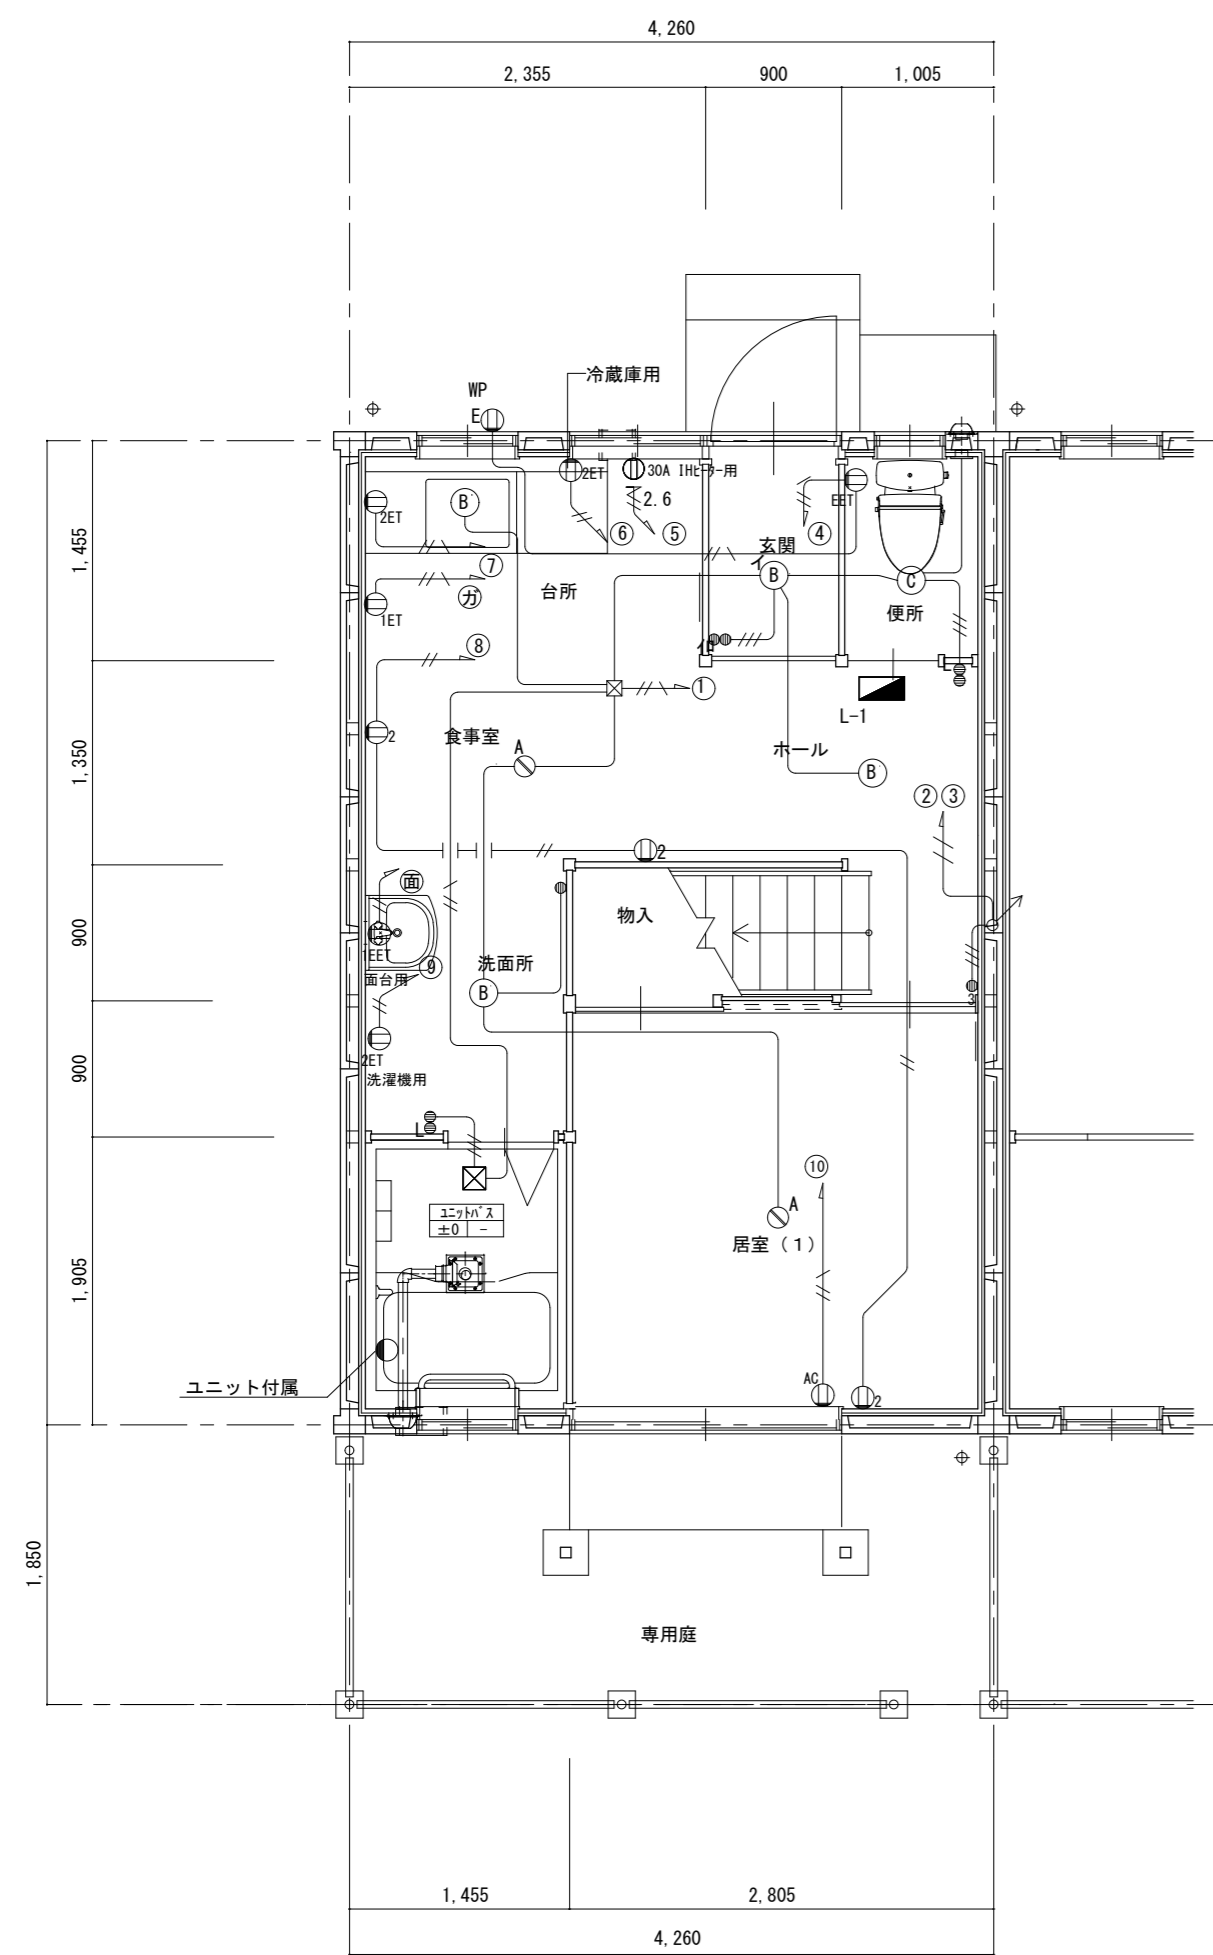 4,260
2,355
900
1,005
冷蔵庫用
WP
E
2ET
30A IHヒーター用
2.6
EET
2ET
B
⑥
⑤
④
玄関
イ
B
C
⑦
ガ
台所
便所
1ET
⑧
①
L
L-1
2
食事室
A
ホール
B
② ③
2
面
物入
1EET
面台用
⑨
洗面所
B
3
2ET
洗濯機用
L
⑩
ユニットバス
±0 -
A
居室(1)
ユニット付属
AC
2
専用庭
1,455
1,350
900
900
1,905
1,850
1,455
2,805
4,260